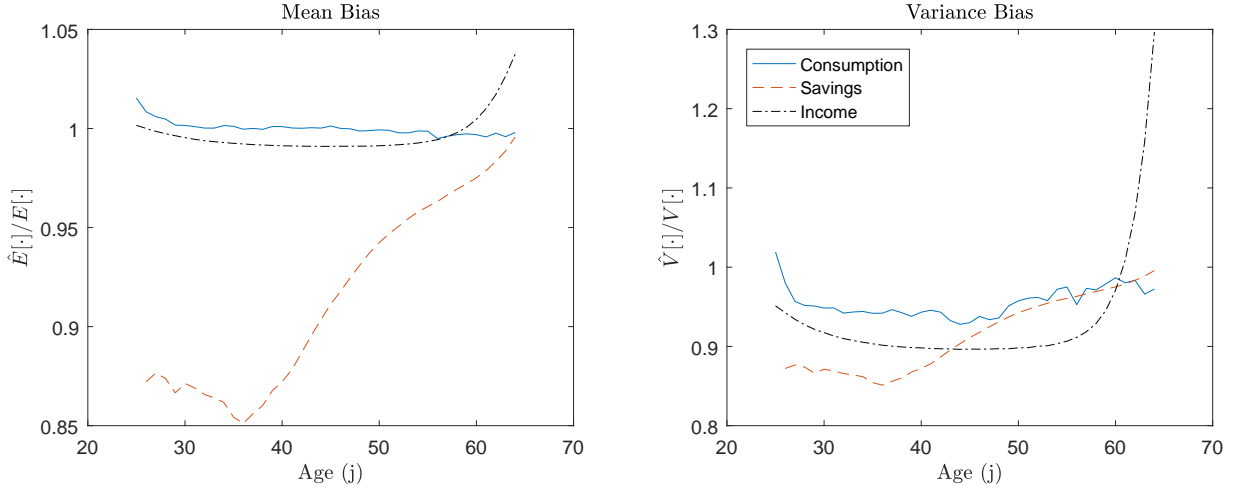 Mean Bias
1.05
1
0.95
0.9
0.85
20
30
40
50
60
70
Ê[·]/E[·]
Age (j)
Variance Bias
1.3
1.2
1.1
1
0.9
0.8
20
30
40
50
60
70
V̂[·]/V[·]
Age (j)
Consumption
Savings
Income